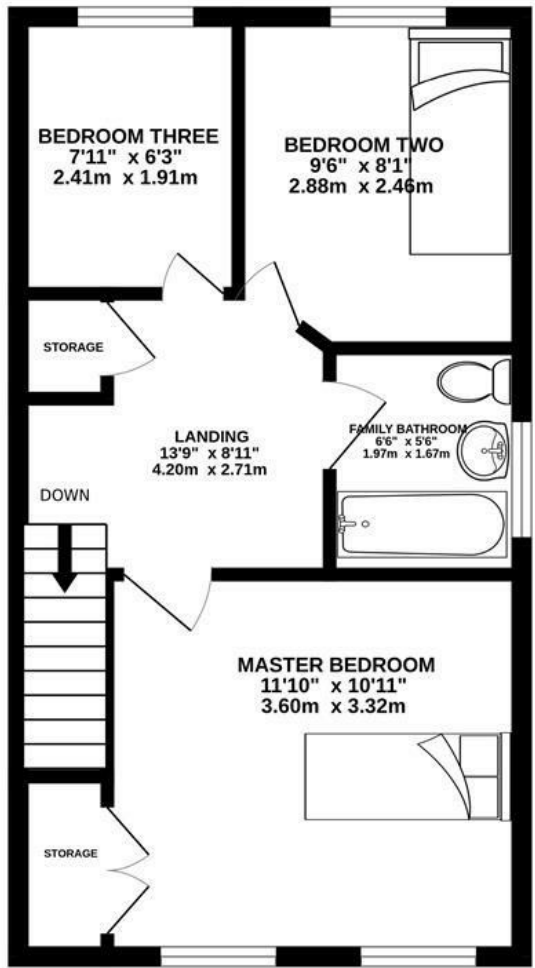 BEDROOM THREE
7'11" x 6'3"
2.41m x 1.91m
BEDROOM TWO
9'6" x 8'1"
2.88m x 2.46m
STORAGE
LANDING
13'9" x 8'11"
4.20m x 2.71m
FAMILY BATHROOM
6'6" x 5'6"
1.97m x 1.67m
DOWN
MASTER BEDROOM
11'10" x 10'11"
3.60m x 3.32m
STORAGE